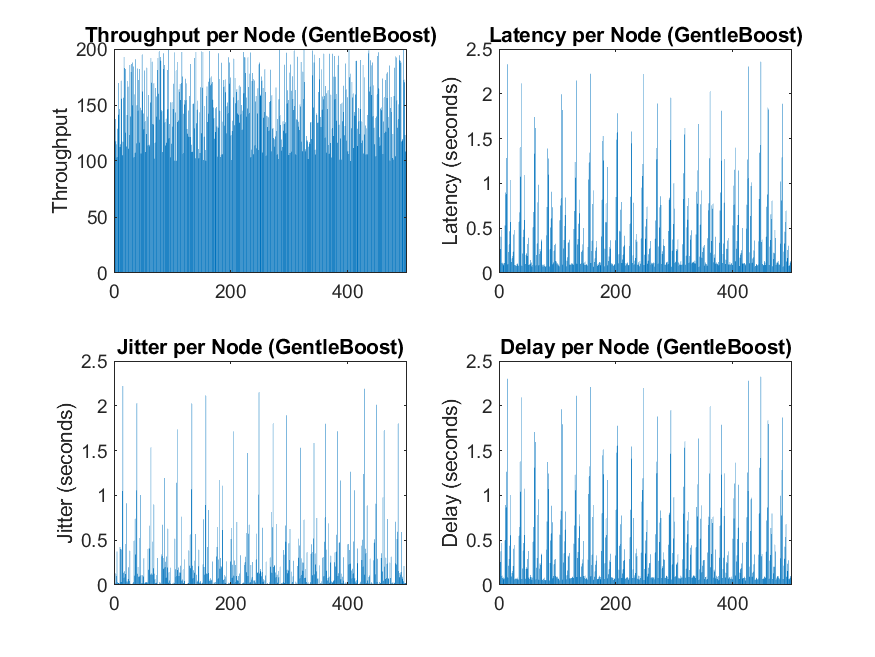 Throughput per Node (GentleBoost)
200
150
100
50
0
Throughput
0 200 400
Latency per Node (GentleBoost)
2.5
2
1.5
1
0.5
0
Latency (seconds)
0 200 400
Jitter per Node (GentleBoost)
2.5
2
1.5
1
0.5
0
Jitter (seconds)
0 200 400
Delay per Node (GentleBoost)
2.5
2
1.5
1
0.5
0
Delay (seconds)
0 200 400